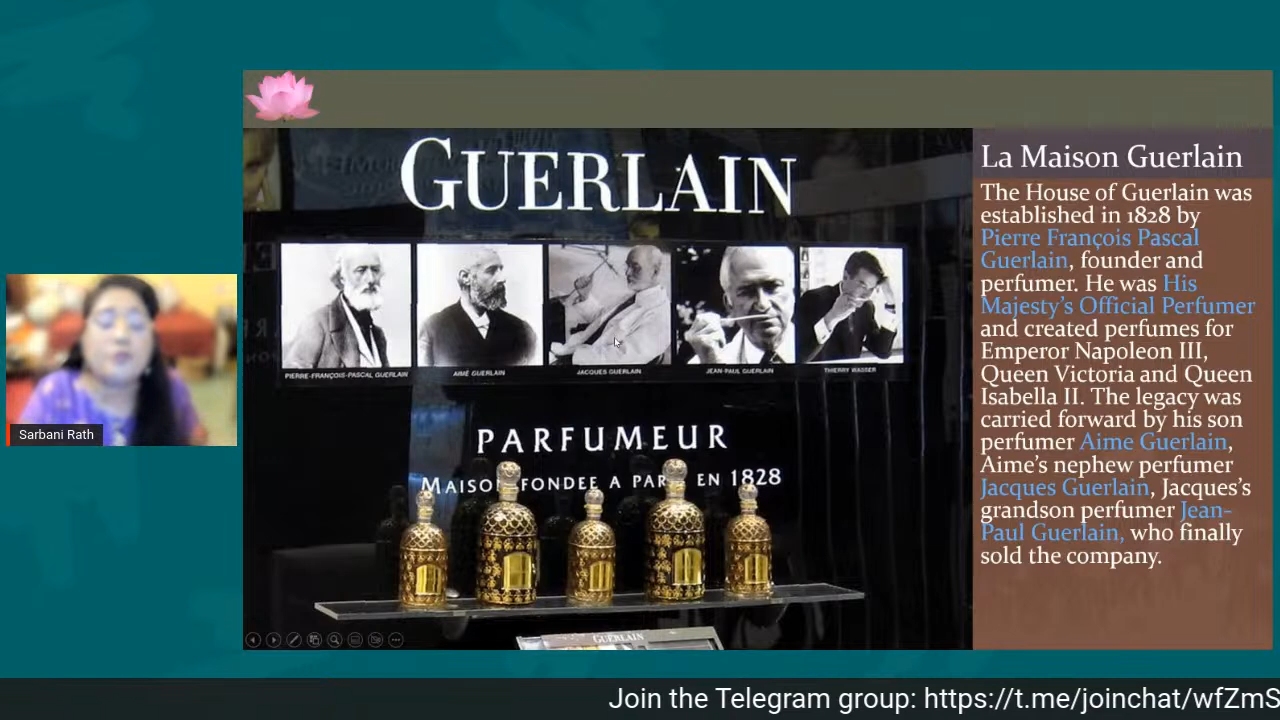 GUERLAIN
PIERRE-FRANÇOIS-PASCAL GUERLAIN
AIMÉ GUERLAIN
JACQUES GUERLAIN
JEAN-PAUL GUERLAIN
THIERRY WASSER
PARFUMEUR
MAISON FONDEE A PARIS EN 1828
GUERLAIN
La Maison Guerlain
The House of Guerlain was
established in 1828 by
Pierre François Pascal
Guerlain, founder and
perfumer. He was His
Majesty's Official Perfumer
and created perfumes for
Emperor Napoleon III,
Queen Victoria and Queen
Isabella II. The legacy was
carried forward by his son
perfumer Aime Guerlain,
Aime's nephew perfumer
Jacques Guerlain, Jacques's
grandson perfumer Jean-
Paul Guerlain, who finally
sold the company.
Sarbani Rath
Join the Telegram group: https://t.me/joinchat/wfZmS